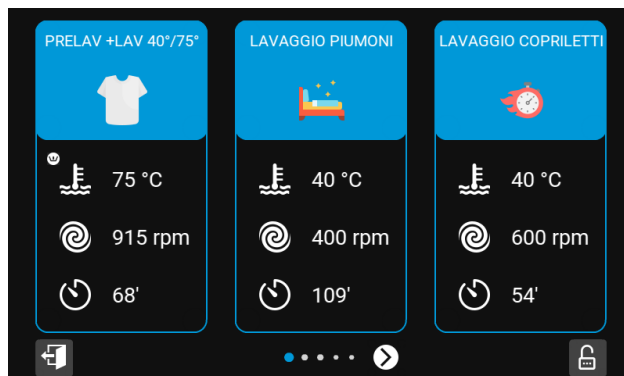 PRELAV +LAV 40°/75°
75 °C
915 rpm
68'
LAVAGGIO PIUMONI
40 °C
400 rpm
109'
LAVAGGIO COPRILETTI
40 °C
600 rpm
54'